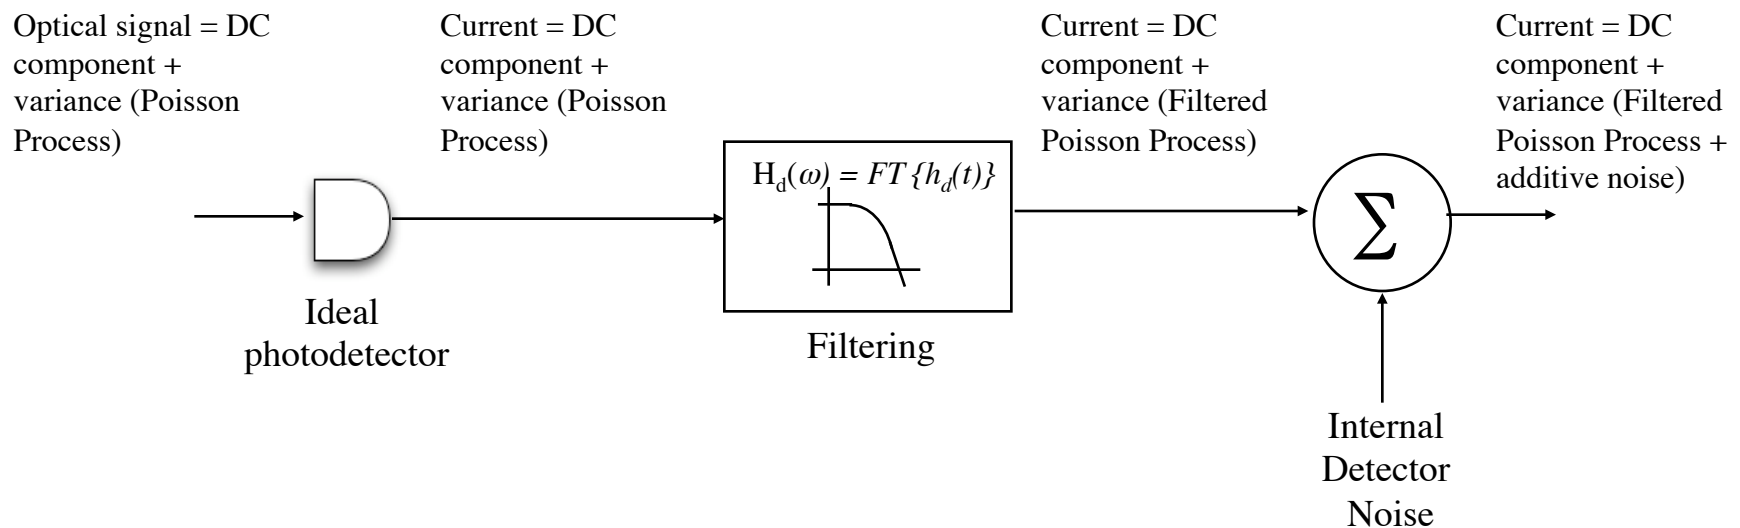 Optical signal = DC
component +
variance (Poisson
Process)
Current = DC
component +
variance (Poisson
Process)
Current = DC
component +
variance (Filtered
Poisson Process)
Current = DC
component +
variance (Filtered
Poisson Process +
additive noise)
Ideal
photodetector
H_d(ω) = FT{h_d(t)}
Filtering
Σ
Internal
Detector
Noise